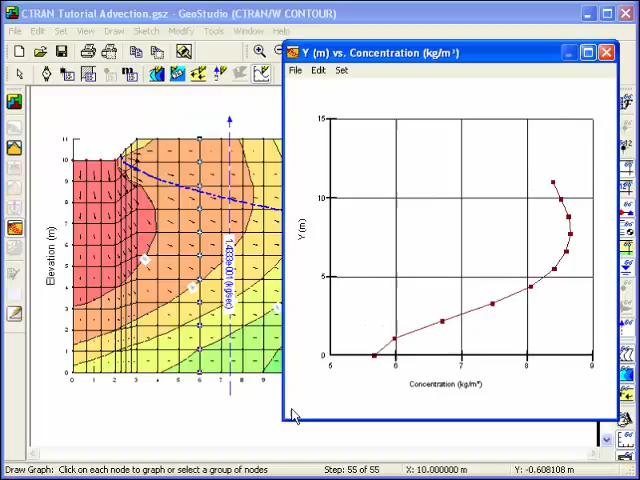 CTRAN Tutorial Advection.gsz - GeoStudio (CTRAN/W CONTOUR)
File Edit Set View Draw Sketch Modify Tools Window Help
Y (m) vs. Concentration (kg/m³)
File Edit Set
15
10
5
0
Y (m)
5 6 7 8 9
Concentration (kg/m³)
11
10
9
8
7
6
5
4
3
2
1
0
Elevation (m)
0 1 2 3 4 5 6 7 8 9
Draw Graph: Click on each node to graph or select a group of nodes
Step: 55 of 55
X: 10.000000 m
Y: -0.608108 m